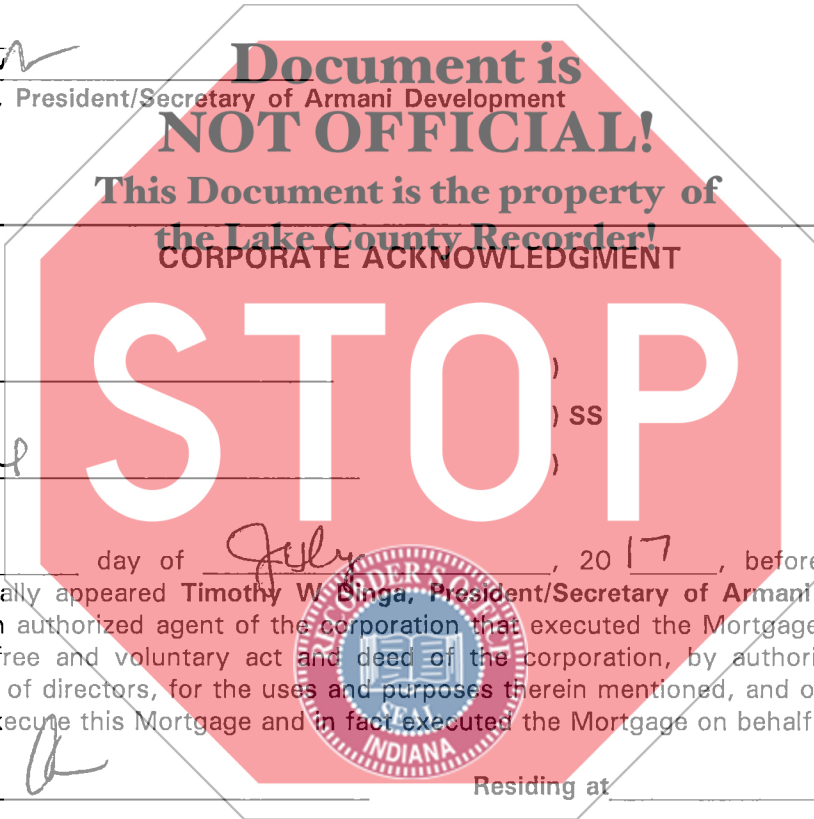 Document is
, President/Secretary of Armani Development
NOT OFFICIAL!
This Document is the property of
the Lake County Recorder!
CORPORATE ACKNOWLEDGMENT
STOP
)
) SS
)
day of July, 20 17, before
ally appeared Timothy W Dinga, President/Secretary of Armani
authorized agent of the corporation that executed the Mortgage
free and voluntary act and deed of the corporation, by authori
of directors, for the uses and purposes therein mentioned, and o
xecute this Mortgage and in fact executed the Mortgage on behalf
RECORDER'S OFFICE
SEAL
INDIANA
Residing at